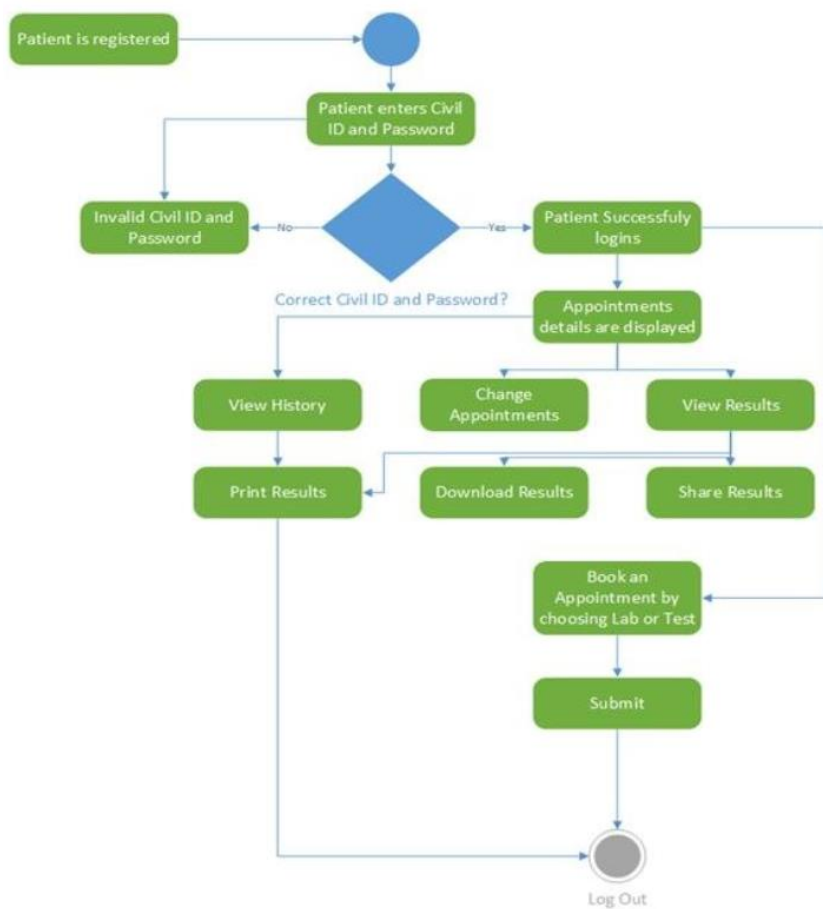 Patient is registered
Patient enters Civil
ID and Password
Invalid Civil ID and
Password
No
Yes
Patient Successfuly
logins
Correct Civil ID and Password?
Appointments
details are displayed
View History
Change
Appointments
View Results
Print Results
Download Results
Share Results
Book an
Appointment by
choosing Lab or Test
Submit
Log Out